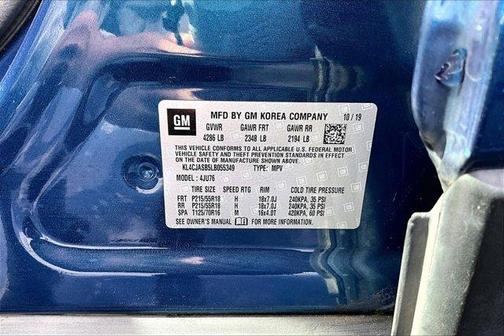 GM
MFD BY GM KOREA COMPANY 10 / 19
GVWR GAWR FRT GAWR RR
4286 LB 2348 LB 2194 LB
THIS VEHICLE CONFORMS TO ALL APPLICABLE U.S. FEDERAL MOTOR
VEHICLE SAFETY AND THEFT PREVENTION STANDARDS IN EFFECT ON THE
DATE OF MANUFACTURE SHOWN ABOVE.
KL4CJASB5LB055349 TYPE: MPV
MODEL: 4JU76
TIRE SIZE SPEED RTG RIM COLD TIRE PRESSURE
FRT P215/55R18 H 18x7.0J 240KPA, 35 PSI
RR P215/55R18 H 18x7.0J 240KPA, 35 PSI
SPA T125/70R16 M 16x4.0T 420KPA, 60 PSI
SEE OWNER'S MANUAL FOR MORE INFORMATION.